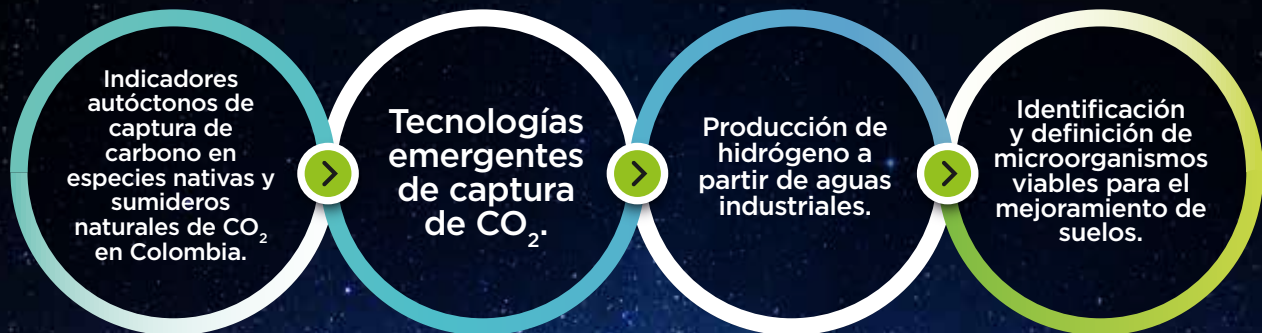 Indicadores
autóctonos de
captura de
carbono en
especies nativas y
sumideros
naturales de CO₂
en Colombia.
Tecnologías
emergentes
de captura
de CO₂.
Producción de
hidrógeno a
partir de aguas
industriales.
Identificación
y definición de
microorganismos
viables para el
mejoramiento de
suelos.